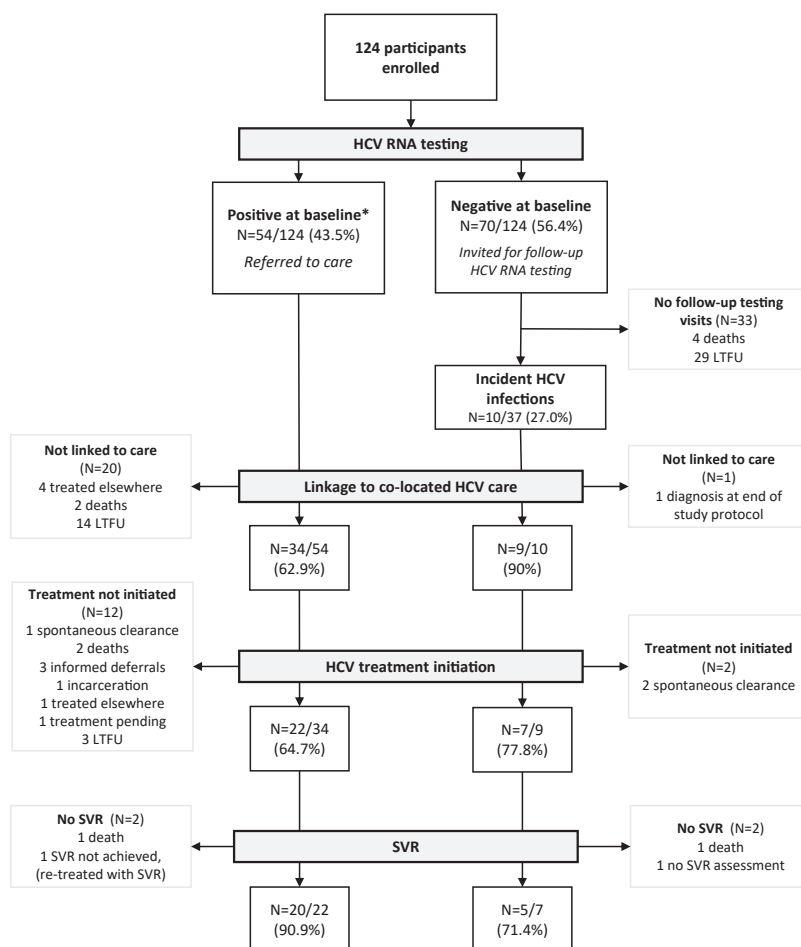 124 participants
enrolled
HCV RNA testing
Positive at baseline*
N=54/124 (43.5%)
Referred to care
Negative at baseline
N=70/124 (56.4%)
Invited for follow-up
HCV RNA testing
No follow-up testing
visits (N=33)
4 deaths
29 LTFU
Incident HCV
infections
N=10/37 (27.0%)
Not linked to care
(N=20)
4 treated elsewhere
2 deaths
14 LTFU
Linkage to co-located HCV care
Not linked to care
(N=1)
1 diagnosis at end of
study protocol
N=34/54
(62.9%)
N=9/10
(90%)
Treatment not initiated
(N=12)
1 spontaneous clearance
2 deaths
3 informed deferrals
1 incarceration
1 treated elsewhere
1 treatment pending
3 LTFU
HCV treatment initiation
Treatment not initiated
(N=2)
2 spontaneous clearance
N=22/34
(64.7%)
N=7/9
(77.8%)
No SVR (N=2)
1 death
1 SVR not achieved,
(re-treated with SVR)
SVR
No SVR (N=2)
1 death
1 no SVR assessment
N=20/22
(90.9%)
N=5/7
(71.4%)